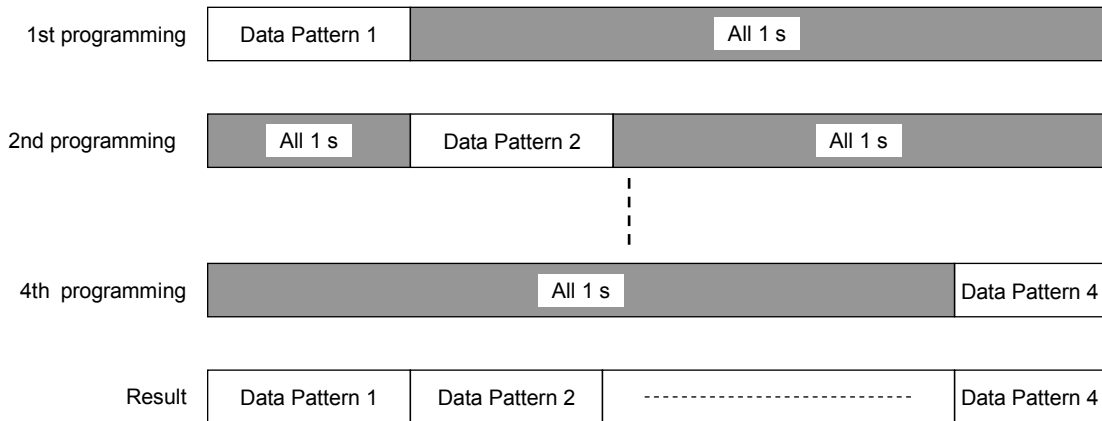 1st programming
Data Pattern 1
All 1 s
2nd programming
All 1 s
Data Pattern 2
All 1 s
4th programming
All 1 s
Data Pattern 4
Result
Data Pattern 1
Data Pattern 2
Data Pattern 4